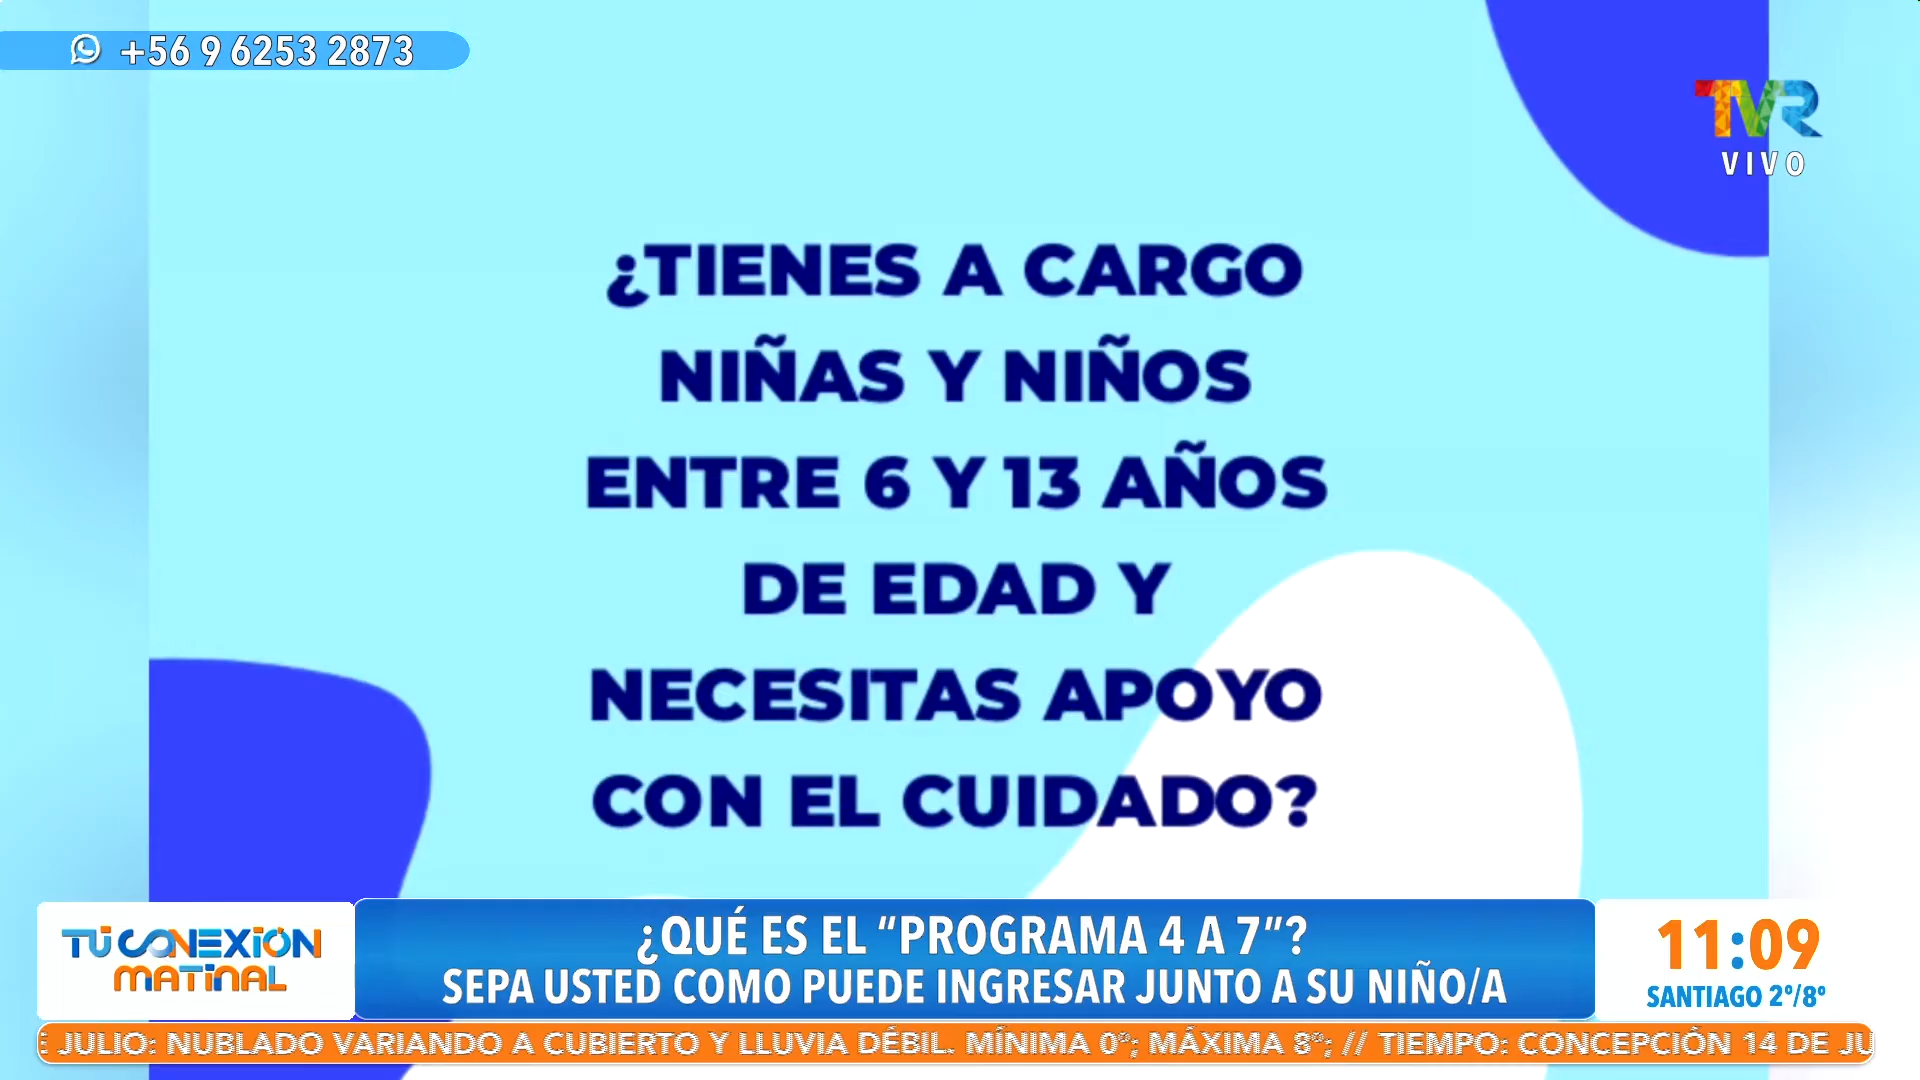 +56 9 6253 2873
TVR
VIVO
¿TIENES A CARGO
NIÑAS Y NIÑOS
ENTRE 6 Y 13 AÑOS
DE EDAD Y
NECESITAS APOYO
CON EL CUIDADO?
TÚ CONEXIÓN
MATINAL
¿QUÉ ES EL “PROGRAMA 4 A 7”?
SEPA USTED COMO PUEDE INGRESAR JUNTO A SU NIÑO/A
11:09
SANTIAGO 2°/8°
E JULIO: NUBLADO VARIANDO A CUBIERTO Y LLUVIA DÉBIL. MÍNIMA 0°; MÁXIMA 8°; // TIEMPO: CONCEPCIÓN 14 DE JU